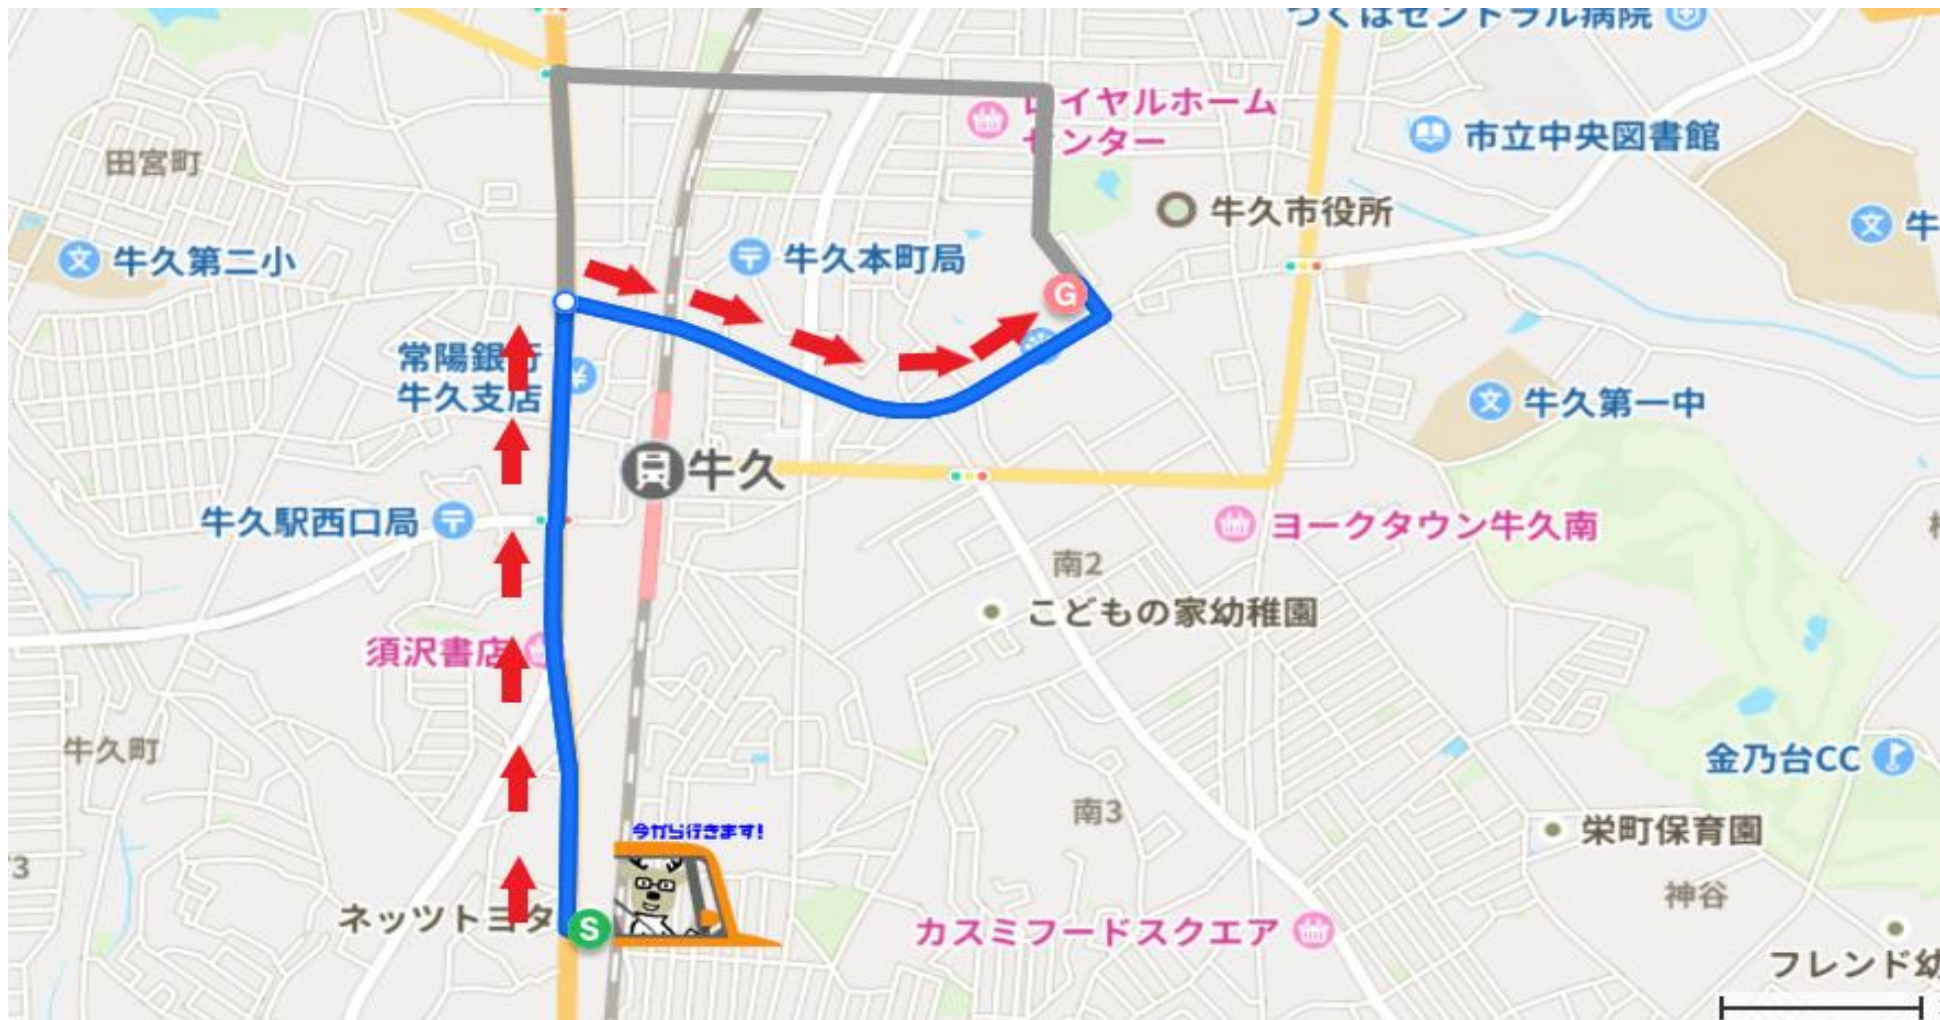 つくばセントラル病院
ロイヤルホーム
センター
市立中央図書館
田宮町
牛久市役所
牛
牛久第二小
牛久本町局
G
常陽銀行
牛久支店
牛久第一中
牛久
牛久駅西口局
ヨークタウン牛久南
南2
こどもの家幼稚園
須沢書店
牛久町
金乃台CC
南3
今から行きます!
栄町保育園
3
神谷
ネッツトヨタ
S
カスミフードスクエア
フレンド幼